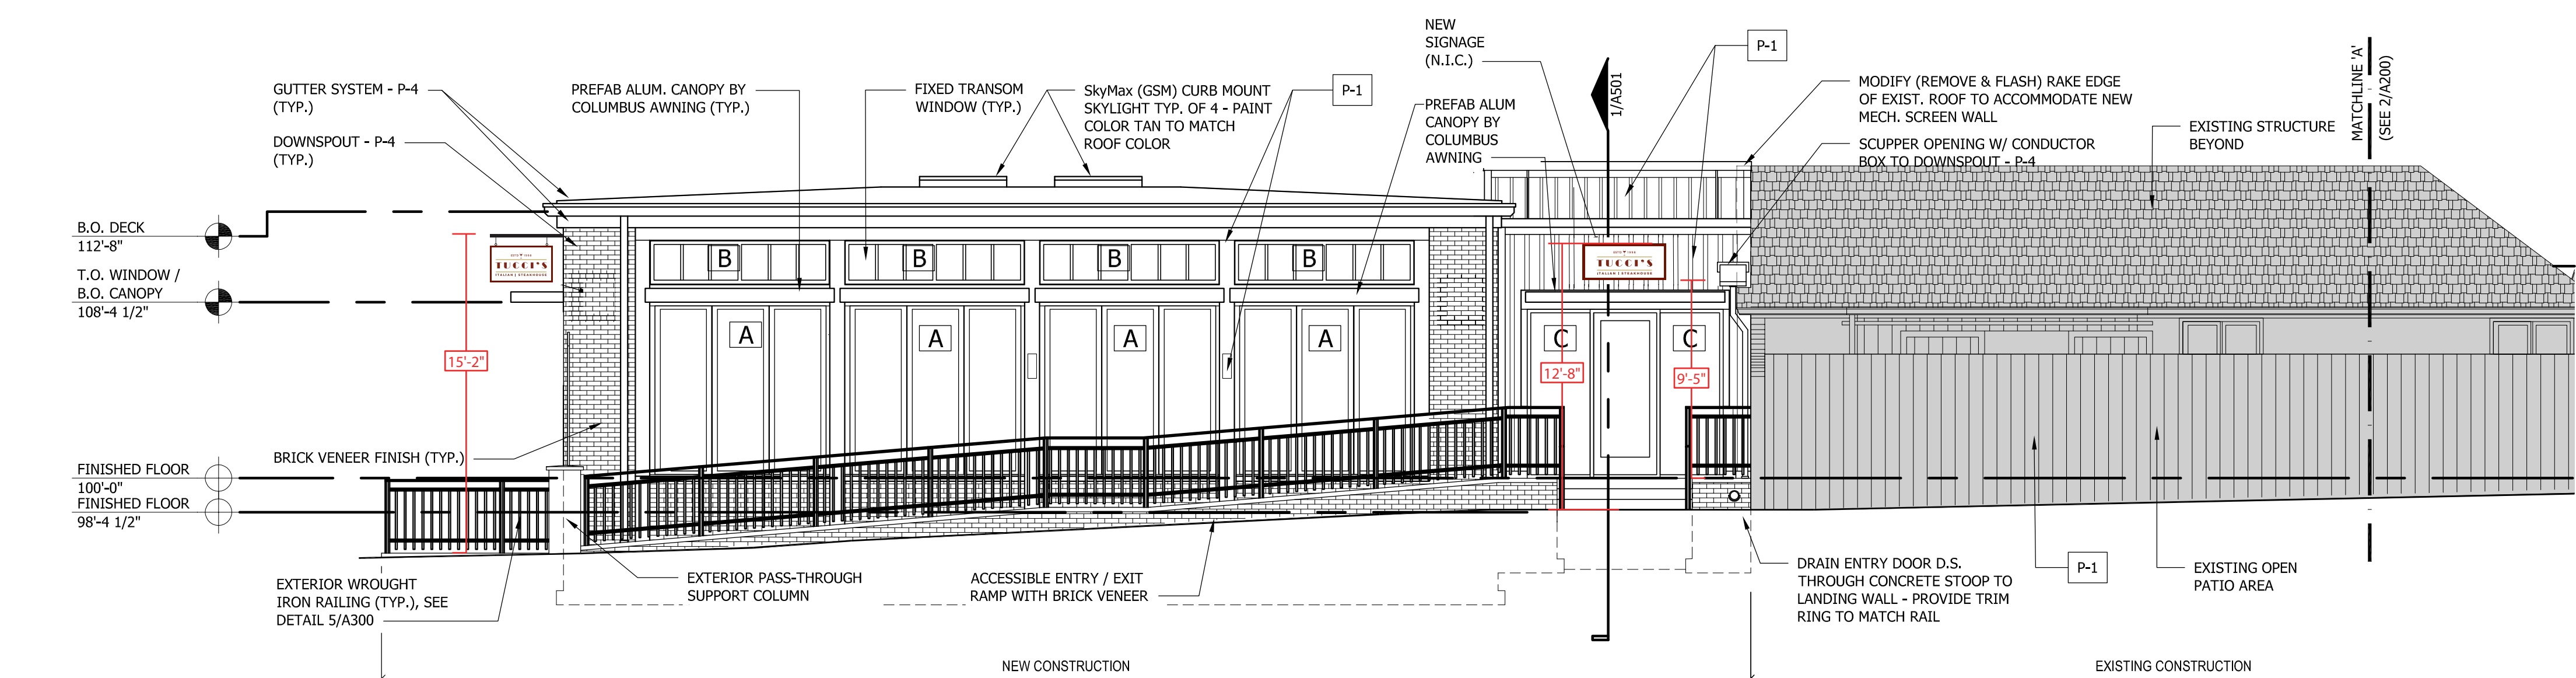 NEW
SIGNAGE
(N.I.C.)
P-1
1/A501
MATCHLINE 'A'
(SEE 2/A200)
GUTTER SYSTEM - P-4
(TYP.)
DOWNSPOUT - P-4
(TYP.)
PREFAB ALUM. CANOPY BY
COLUMBUS AWNING (TYP.)
FIXED TRANSOM
WINDOW (TYP.)
SkyMax (GSM) CURB MOUNT
SKYLIGHT TYP. OF 4 - PAINT
COLOR TAN TO MATCH
ROOF COLOR
P-1
PREFAB ALUM
CANOPY BY
COLUMBUS
AWNING
MODIFY (REMOVE & FLASH) RAKE EDGE
OF EXIST. ROOF TO ACCOMMODATE NEW
MECH. SCREEN WALL
SCUPPER OPENING W/ CONDUCTOR
BOX TO DOWNSPOUT - P-4
EXISTING STRUCTURE
BEYOND
B.O. DECK
112'-8"
T.O. WINDOW /
B.O. CANOPY
108'-4 1/2"
TUCCI'S
ITALIAN | STEAKHOUSE
B
B
B
B
TUCCI'S
ITALIAN | STEAKHOUSE
A
A
A
A
C
C
15'-2"
12'-8"
9'-5"
BRICK VENEER FINISH (TYP.)
FINISHED FLOOR
100'-0"
FINISHED FLOOR
98'-4 1/2"
EXTERIOR WROUGHT
IRON RAILING (TYP.), SEE
DETAIL 5/A300
EXTERIOR PASS-THROUGH
SUPPORT COLUMN
ACCESSIBLE ENTRY / EXIT
RAMP WITH BRICK VENEER
DRAIN ENTRY DOOR D.S.
THROUGH CONCRETE STOOP TO
LANDING WALL - PROVIDE TRIM
RING TO MATCH RAIL
P-1
EXISTING OPEN
PATIO AREA
NEW CONSTRUCTION
EXISTING CONSTRUCTION